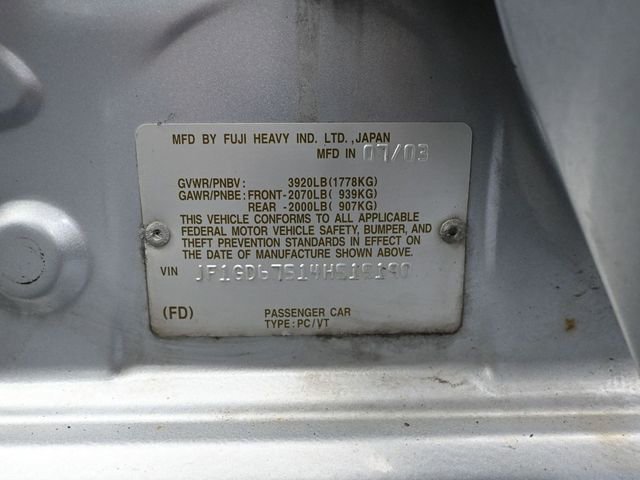 MFD BY FUJI HEAVY IND. LTD.,JAPAN
MFD IN 07/03
GVWR/PNBV: 3920LB(1778KG)
GAWR/PNBE: FRONT-2070LB( 939KG)
REAR -2000LB( 907KG)
THIS VEHICLE CONFORMS TO ALL APPLICABLE
FEDERAL MOTOR VEHICLE SAFETY, BUMPER, AND
THEFT PREVENTION STANDARDS IN EFFECT ON
THE DATE OF MANUFACTURE SHOWN ABOVE.
VIN JF1GD67514H515190
(FD) PASSENGER CAR
TYPE: PC/VT